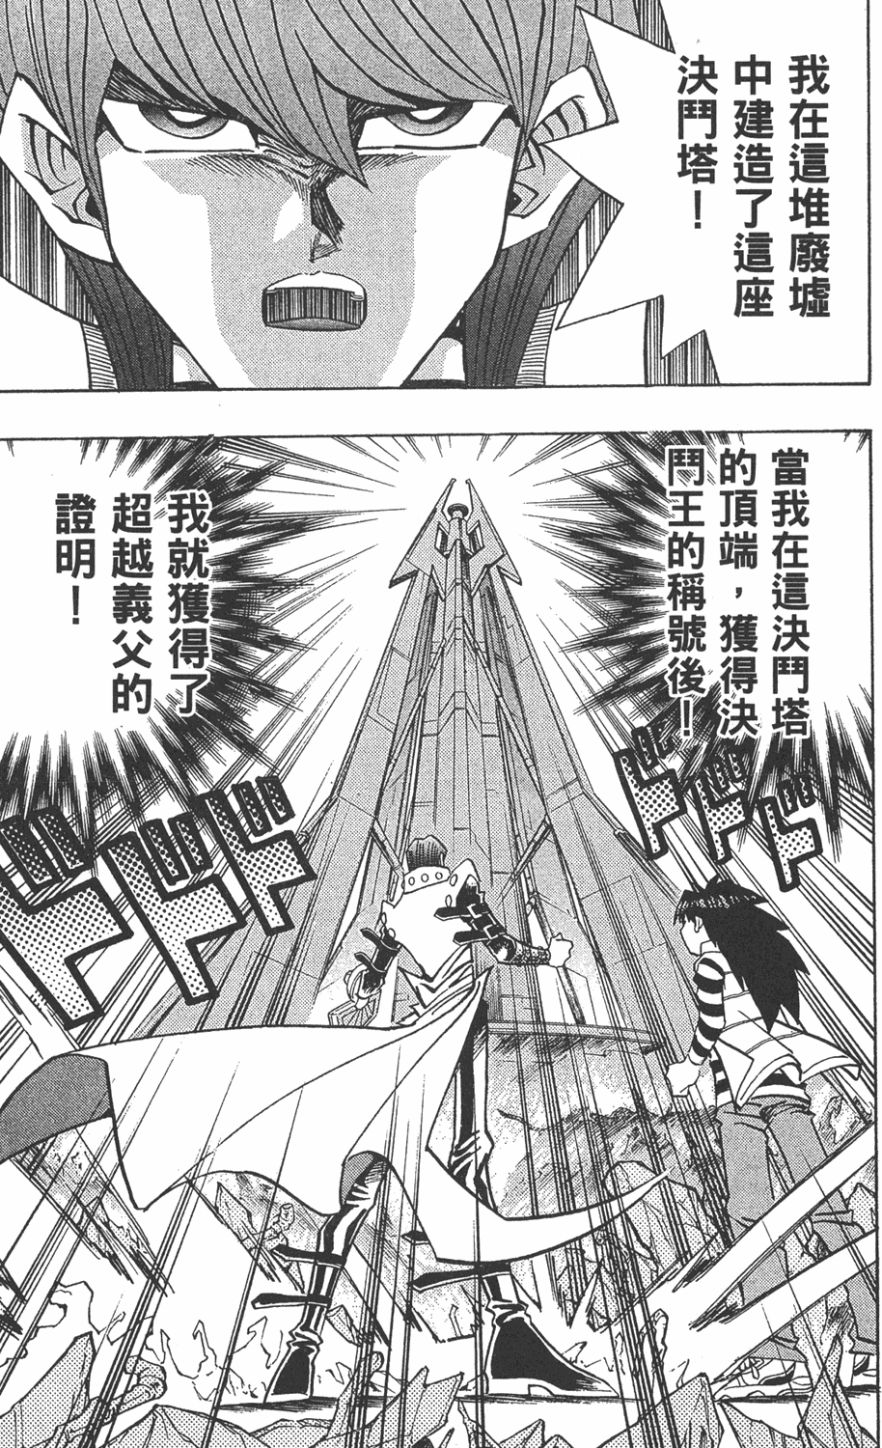 我在這堆廢墟
中建造了這座
決鬥塔！
當我在這決鬥塔
的頂端，獲得決
鬥王的稱號後！
我就獲得了
超越義父的
證明！
ドドド
ドドド